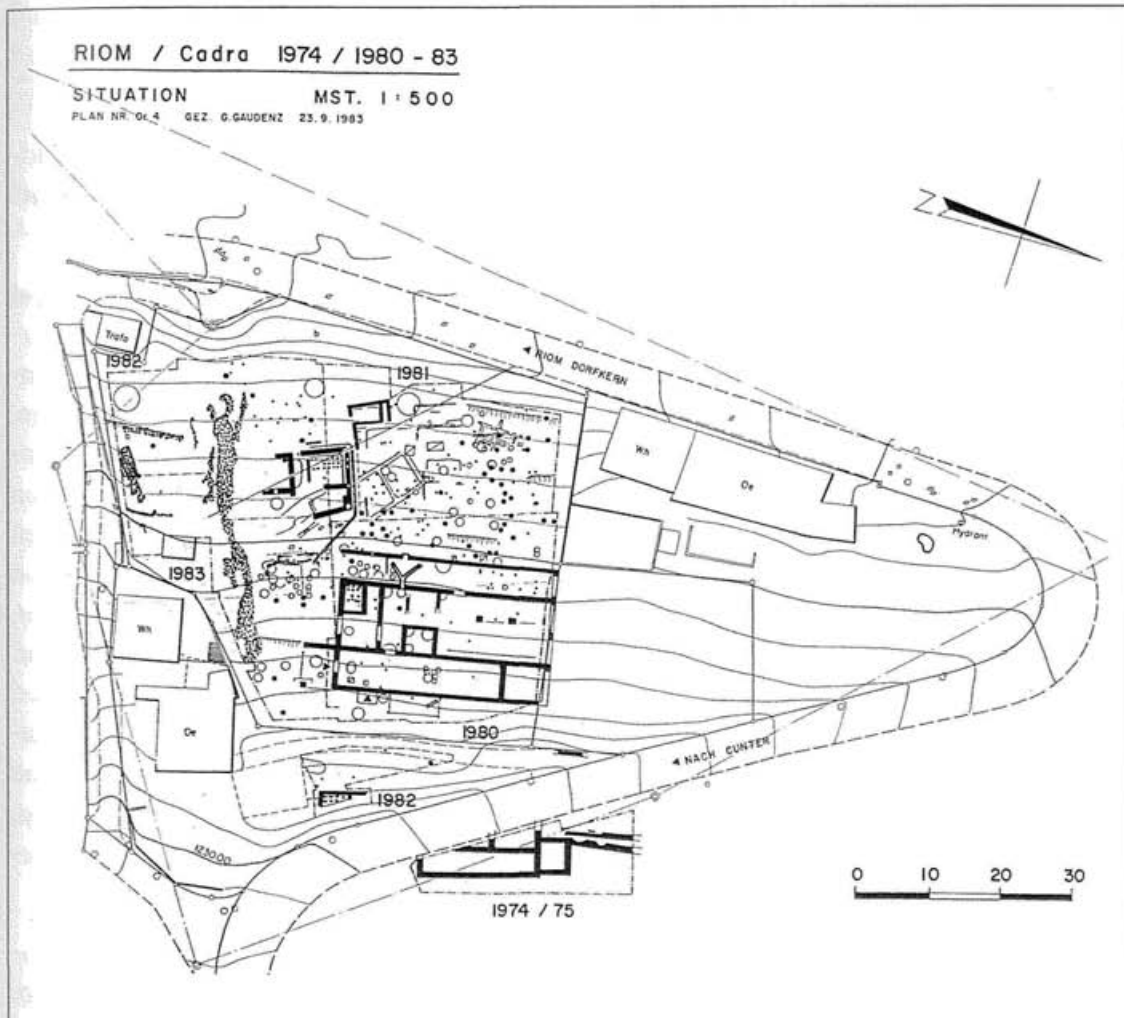 RIOM / Cadra 1974 / 1980 - 83
SITUATION MST. 1 : 500
PLAN NR. GEZ. G.GAUDENZ 23.9.1983
N
Trafo
1982
b
1981
◄ RIOM DORFKERN
Wh
Oe
Hydrant
1983
B
Wh
Oe
1980
◄ NACH CUNTER
1982
1230.00
1974 / 75
0 10 20 30